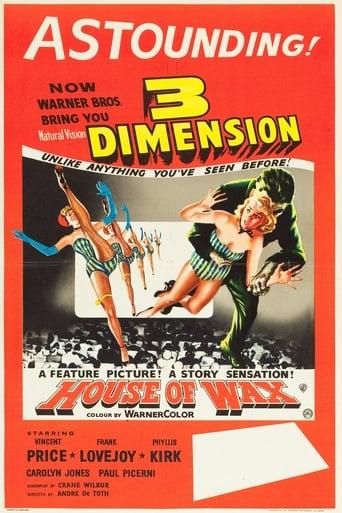 ASTOUNDING!
NOW
WARNER BROS.
BRING YOU
Natural Vision
3
DIMENSION
UNLIKE ANYTHING YOU'VE SEEN BEFORE!
A FEATURE PICTURE! A STORY SENSATION!
HOUSE OF WAX
COLOUR BY WARNERCOLOR
STARRING
VINCENT FRANK PHYLLIS
PRICE ★ LOVEJOY ★ KIRK
CAROLYN JONES PAUL PICERNI
SCREENPLAY BY CRANE WILBUR
DIRECTED BY ANDRE DE TOTH